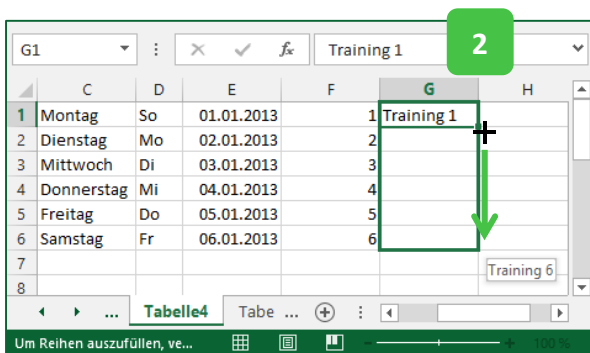 G1 Training 1 2
C D E F G H
1 Montag So 01.01.2013 1 Training 1
2 Dienstag Mo 02.01.2013 2
3 Mittwoch Di 03.01.2013 3
4 Donnerstag Mi 04.01.2013 4
5 Freitag Do 05.01.2013 5
6 Samstag Fr 06.01.2013 6
7
Training 6
8
... Tabelle4 Tabe ...
Um Reihen auszufüllen, ve... 100 %